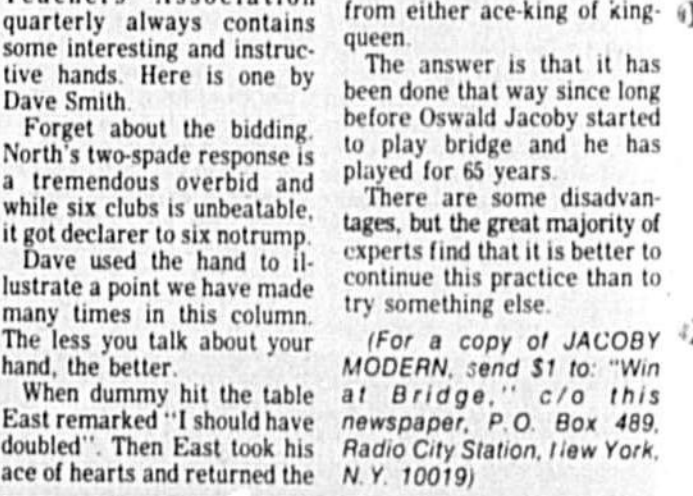 Teachers Association
quarterly always contains
some interesting and instruc-
tive hands. Here is one by
Dave Smith.
Forget about the bidding.
North's two-spade response is
a tremendous overbid and
while six clubs is unbeatable,
it got declarer to six notrump.
Dave used the hand to il-
lustrate a point we have made
many times in this column.
The less you talk about your
hand, the better.
When dummy hit the table
East remarked "I should have
doubled". Then East took his
ace of hearts and returned the
from either ace-king of king-
queen.
The answer is that it has
been done that way since long
before Oswald Jacoby started
to play bridge and he has
played for 65 years.
There are some disadvan-
tages, but the great majority of
experts find that it is better to
continue this practice than to
try something else.
(For a copy of JACOBY
MODERN, send $1 to: "Win
at Bridge," c/o this
newspaper, P.O. Box 489,
Radio City Station, New York,
N.Y. 10019)